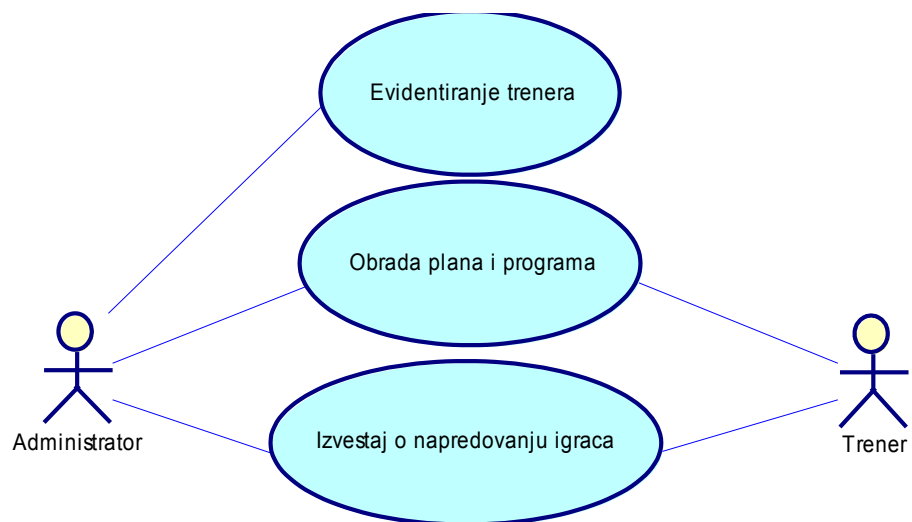 Evidentiranje trenera
Obrada plana i programa
Administrator
Izvestaj o napredovanju igraca
Trener